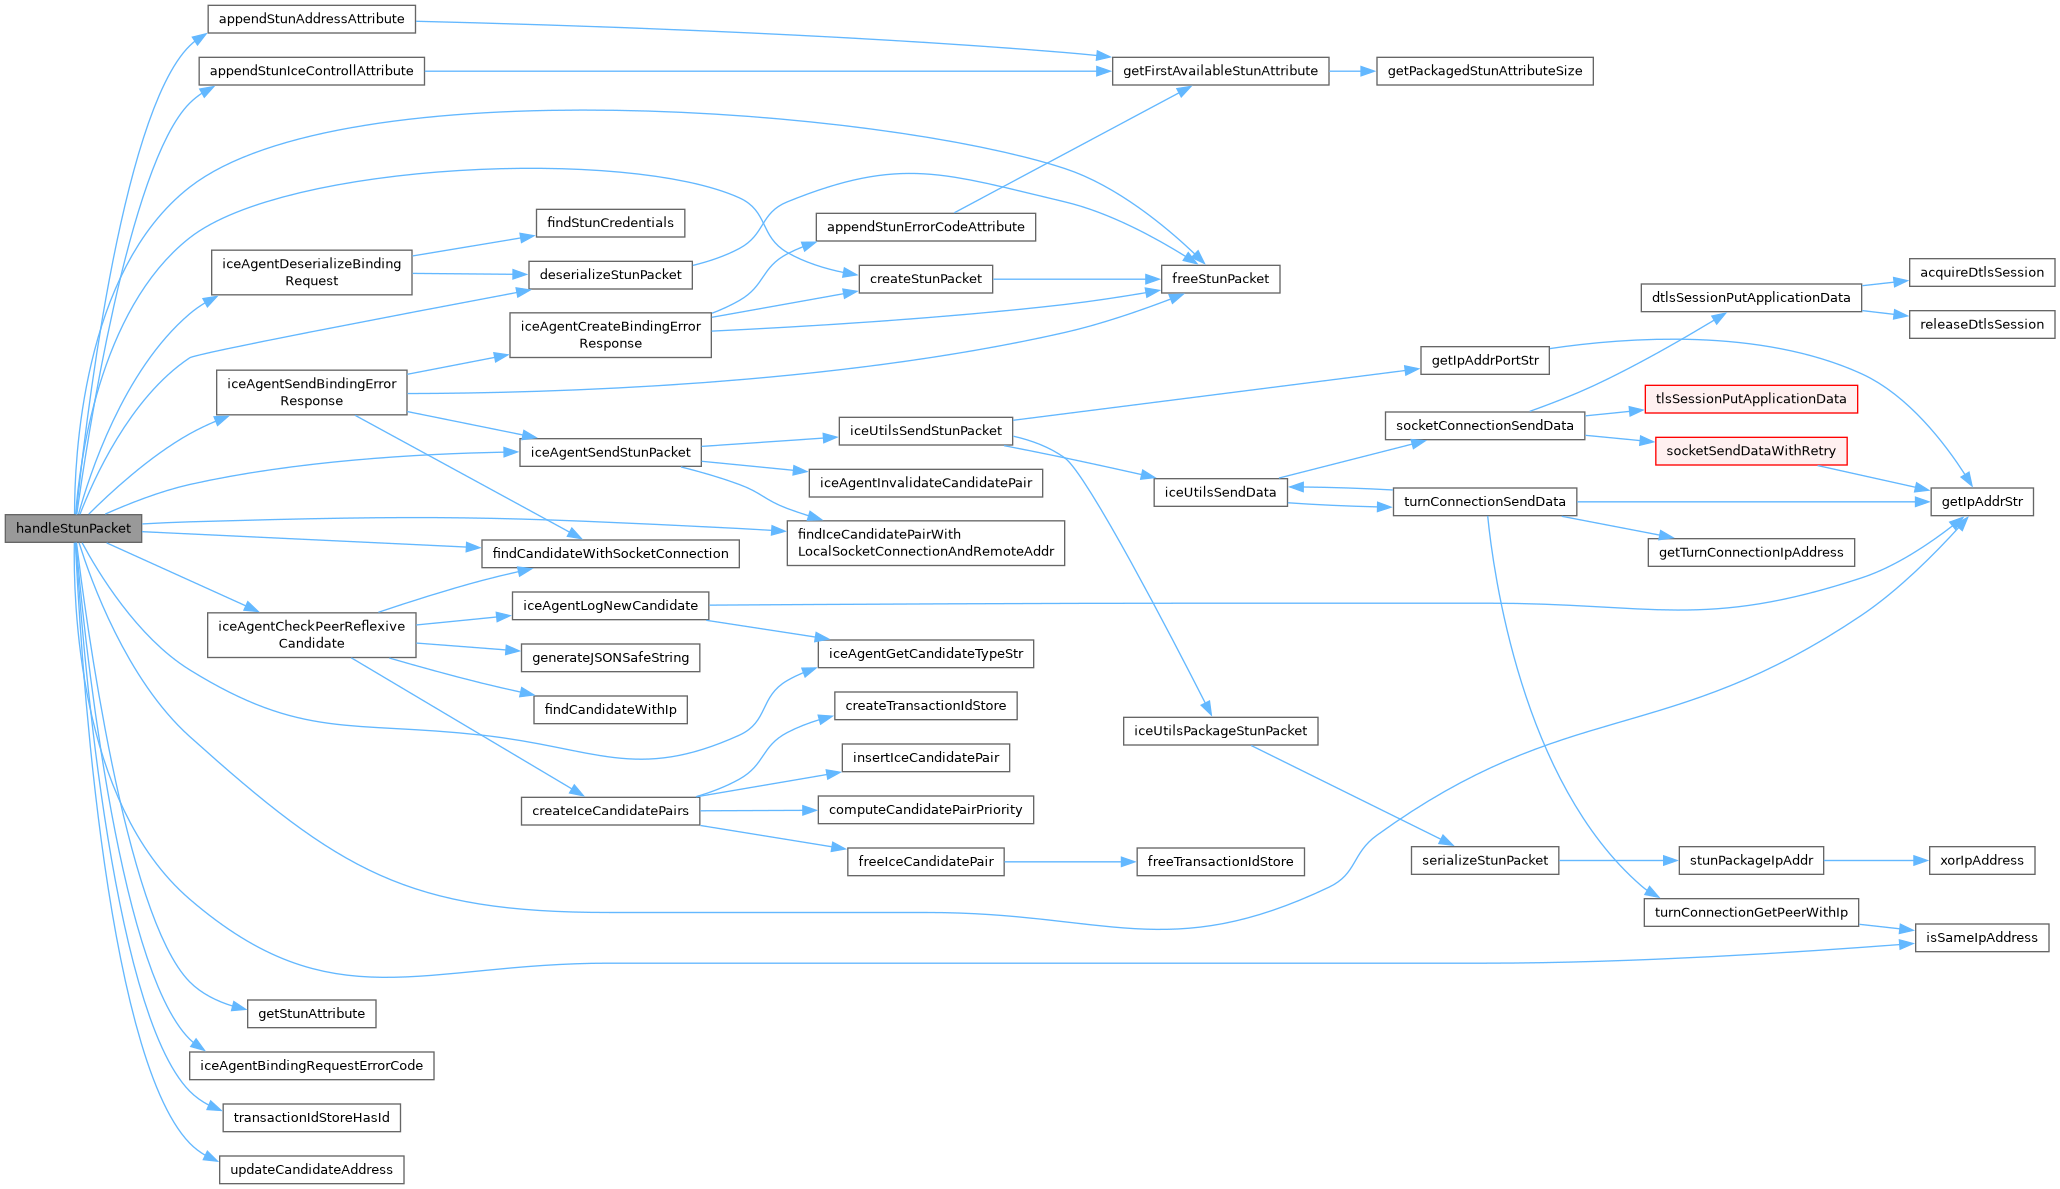 handleStunPacket
appendStunAddressAttribute
appendStunIceControllAttribute
iceAgentDeserializeBinding
Request
iceAgentSendBindingError
Response
iceAgentCheckPeerReflexive
Candidate
getStunAttribute
iceAgentBindingRequestErrorCode
transactionIdStoreHasId
updateCandidateAddress
findStunCredentials
deserializeStunPacket
iceAgentCreateBindingError
Response
iceAgentSendStunPacket
findCandidateWithSocketConnection
iceAgentLogNewCandidate
generateJSONSafeString
findCandidateWithIp
createIceCandidatePairs
appendStunErrorCodeAttribute
createStunPacket
iceUtilsSendStunPacket
iceAgentInvalidateCandidatePair
findIceCandidatePairWith
LocalSocketConnectionAndRemoteAddr
iceAgentGetCandidateTypeStr
createTransactionIdStore
insertIceCandidatePair
computeCandidatePairPriority
freeIceCandidatePair
getFirstAvailableStunAttribute
freeStunPacket
iceUtilsSendData
iceUtilsPackageStunPacket
freeTransactionIdStore
getPackagedStunAttributeSize
getIpAddrPortStr
socketConnectionSendData
turnConnectionSendData
serializeStunPacket
dtlsSessionPutApplicationData
tlsSessionPutApplicationData
socketSendDataWithRetry
getTurnConnectionIpAddress
stunPackageIpAddr
turnConnectionGetPeerWithIp
acquireDtlsSession
releaseDtlsSession
getIpAddrStr
xorIpAddress
isSameIpAddress